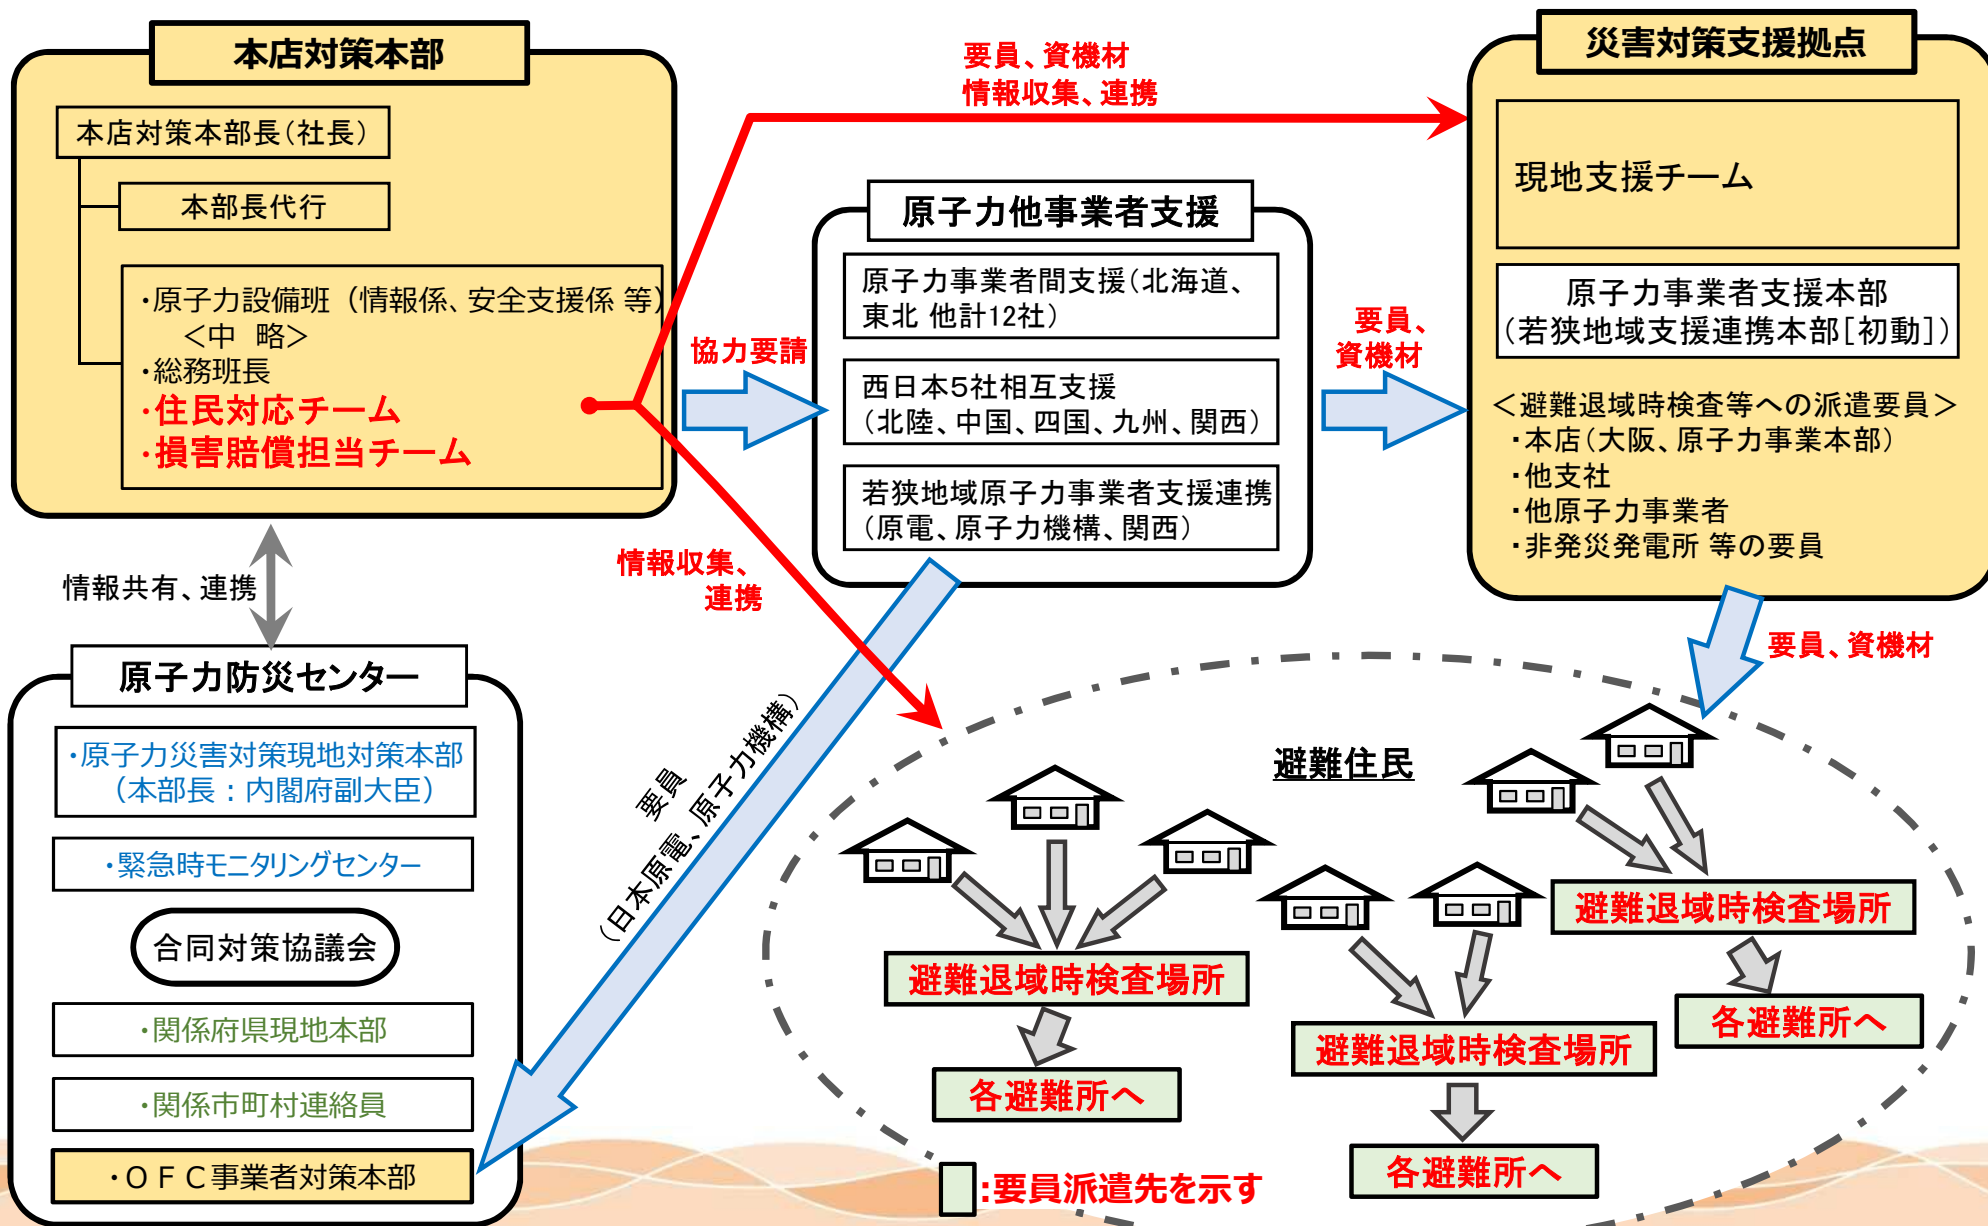 本店対策本部
本店対策本部長(社長)
本部長代行
・原子力設備班（情報係、安全支援係 等）
＜中　略＞
・総務班長
・住民対応チーム
・損害賠償担当チーム
要員、資機材
情報収集、連携
協力要請
情報収集、
連携
情報共有、連携
原子力他事業者支援
原子力事業者間支援(北海道、
東北 他計12社)
西日本5社相互支援
(北陸、中国、四国、九州、関西)
若狭地域原子力事業者支援連携
(原電、原子力機構、関西)
要員、
資機材
災害対策支援拠点
現地支援チーム
原子力事業者支援本部
(若狭地域支援連携本部[初動])
＜避難退域時検査等への派遣要員＞
・本店(大阪、原子力事業本部)
・他支社
・他原子力事業者
・非発災発電所 等の要員
要員、資機材
原子力防災センター
・原子力災害対策現地対策本部
（本部長：内閣府副大臣）
・緊急時モニタリングセンター
合同対策協議会
・関係府県現地本部
・関係市町村連絡員
・ＯＦＣ事業者対策本部
要員
(日本原電、原子力機構)
避難住民
避難退域時検査場所
各避難所へ
避難退域時検査場所
各避難所へ
避難退域時検査場所
各避難所へ
:要員派遣先を示す